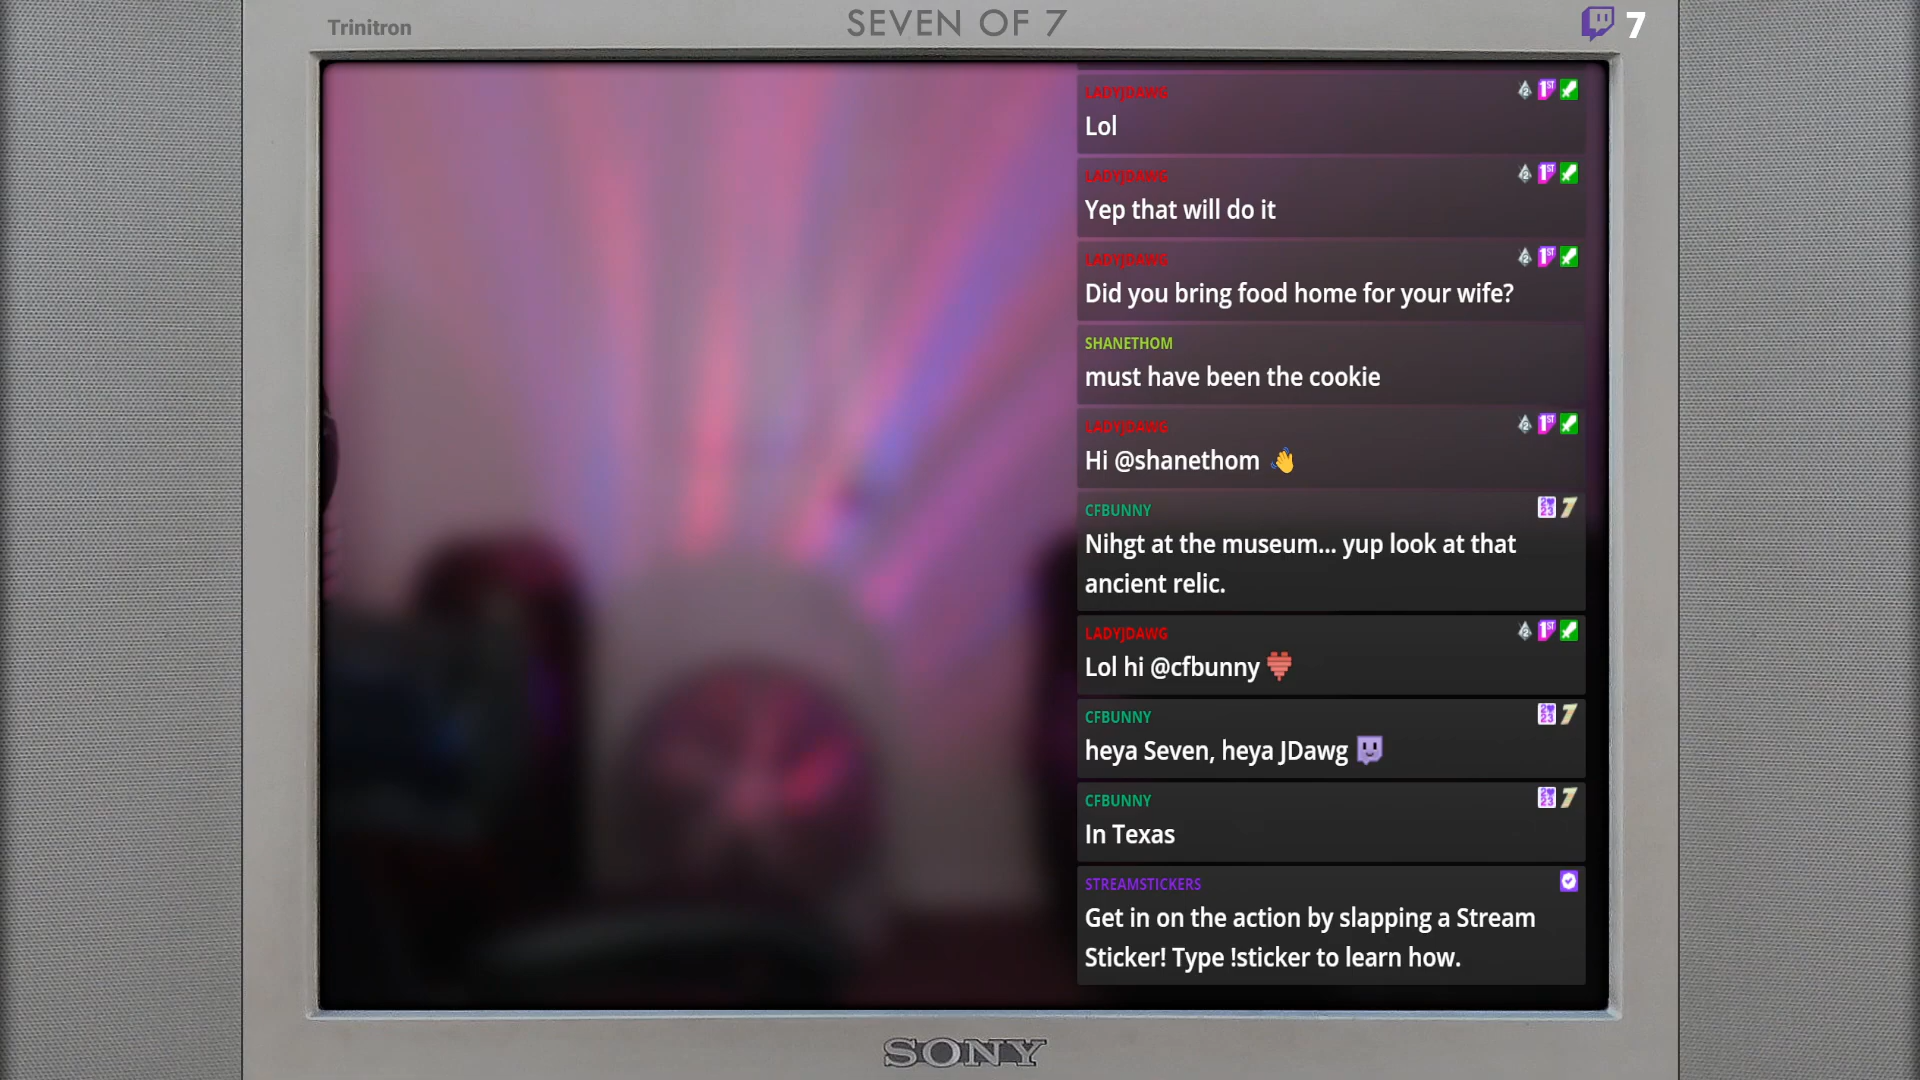 Trinitron
SEVEN OF 7
7
LADYJDAWG
Lol
LADYJDAWG
Yep that will do it
LADYJDAWG
Did you bring food home for your wife?
SHANETHOM
must have been the cookie
LADYJDAWG
Hi @shanethom 👋
CFBUNNY
Nihgt at the museum... yup look at that
ancient relic.
LADYJDAWG
Lol hi @cfbunny
CFBUNNY
heya Seven, heya JDawg
CFBUNNY
In Texas
STREAMSTICKERS
Get in on the action by slapping a Stream
Sticker! Type !sticker to learn how.
SONY